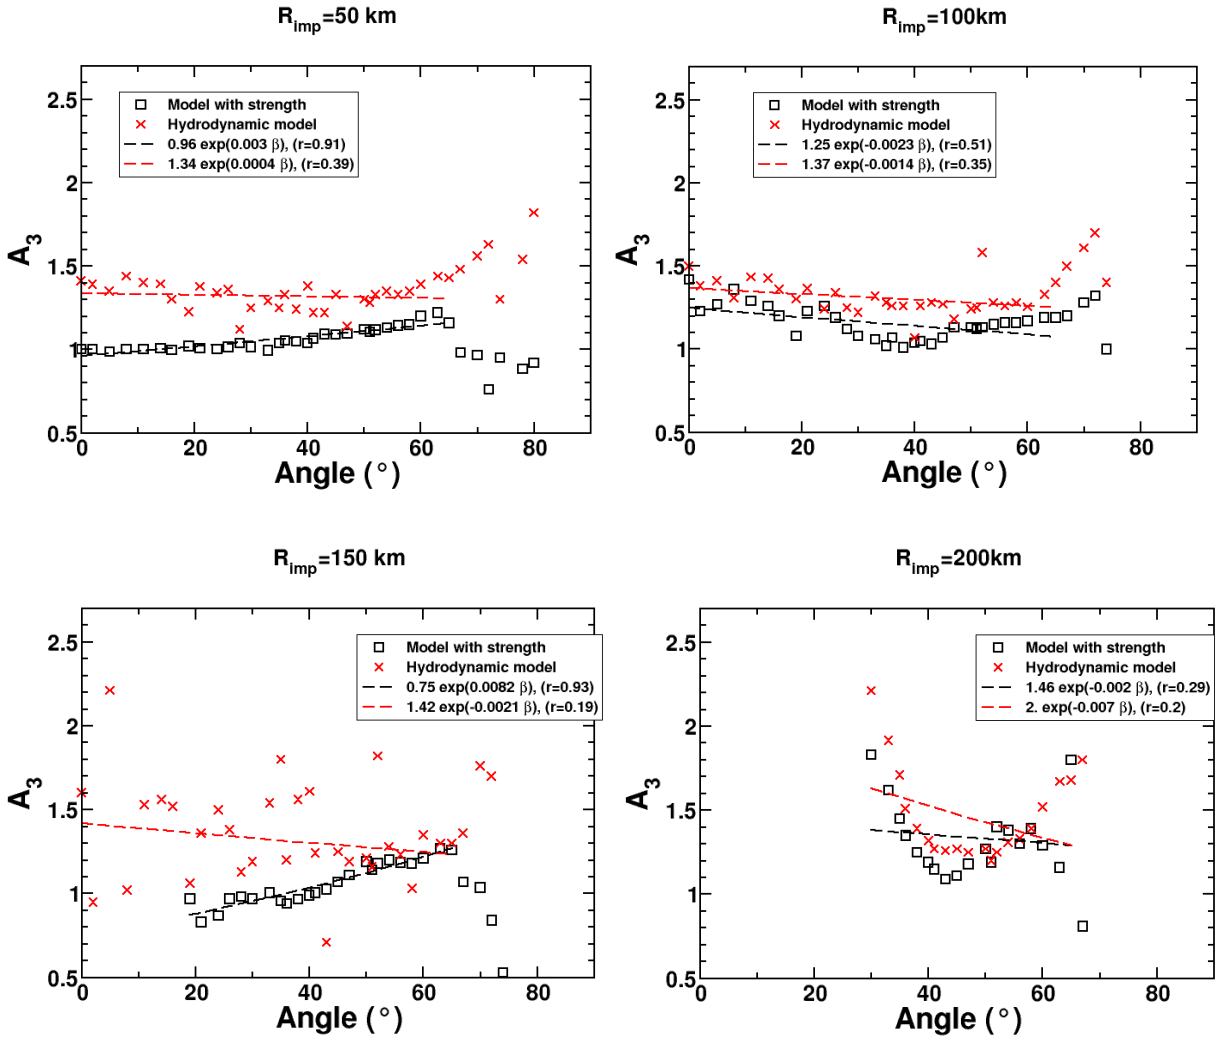 R_imp=50 km
2.5
2
1.5
1
0.5
A_3
Model with strength
Hydrodynamic model
0.96 exp(0.003 β), (r=0.91)
1.34 exp(0.0004 β), (r=0.39)
0 20 40 60 80
Angle (°)
R_imp=100km
2.5
2
1.5
1
0.5
A_3
Model with strength
Hydrodynamic model
1.25 exp(-0.0023 β), (r=0.51)
1.37 exp(-0.0014 β), (r=0.35)
0 20 40 60 80
Angle (°)
R_imp=150 km
2.5
2
1.5
1
0.5
A_3
Model with strength
Hydrodynamic model
0.75 exp(0.0082 β), (r=0.93)
1.42 exp(-0.0021 β), (r=0.19)
0 20 40 60 80
Angle (°)
R_imp=200km
2.5
2
1.5
1
0.5
A_3
Model with strength
Hydrodynamic model
1.46 exp(-0.002 β), (r=0.29)
2. exp(-0.007 β), (r=0.2)
0 20 40 60 80
Angle (°)